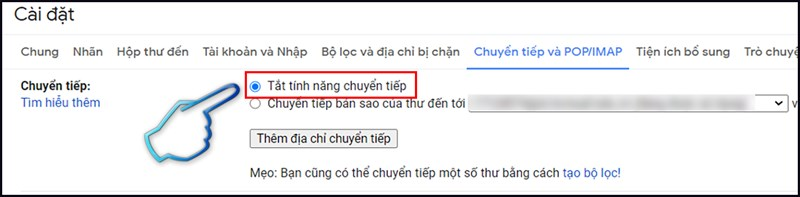 Cài đặt
Chung Nhãn Hộp thư đến Tài khoản và Nhập Bộ lọc và địa chỉ bị chặn Chuyển tiếp và POP/IMAP Tiện ích bổ sung Trò chuyệ
Chuyển tiếp: Tắt tính năng chuyển tiếp
Tìm hiểu thêm Chuyển tiếp bản sao của thư đến tới v
Thêm địa chỉ chuyển tiếp
Mẹo: Bạn cũng có thể chuyển tiếp một số thư bằng cách tạo bộ lọc!